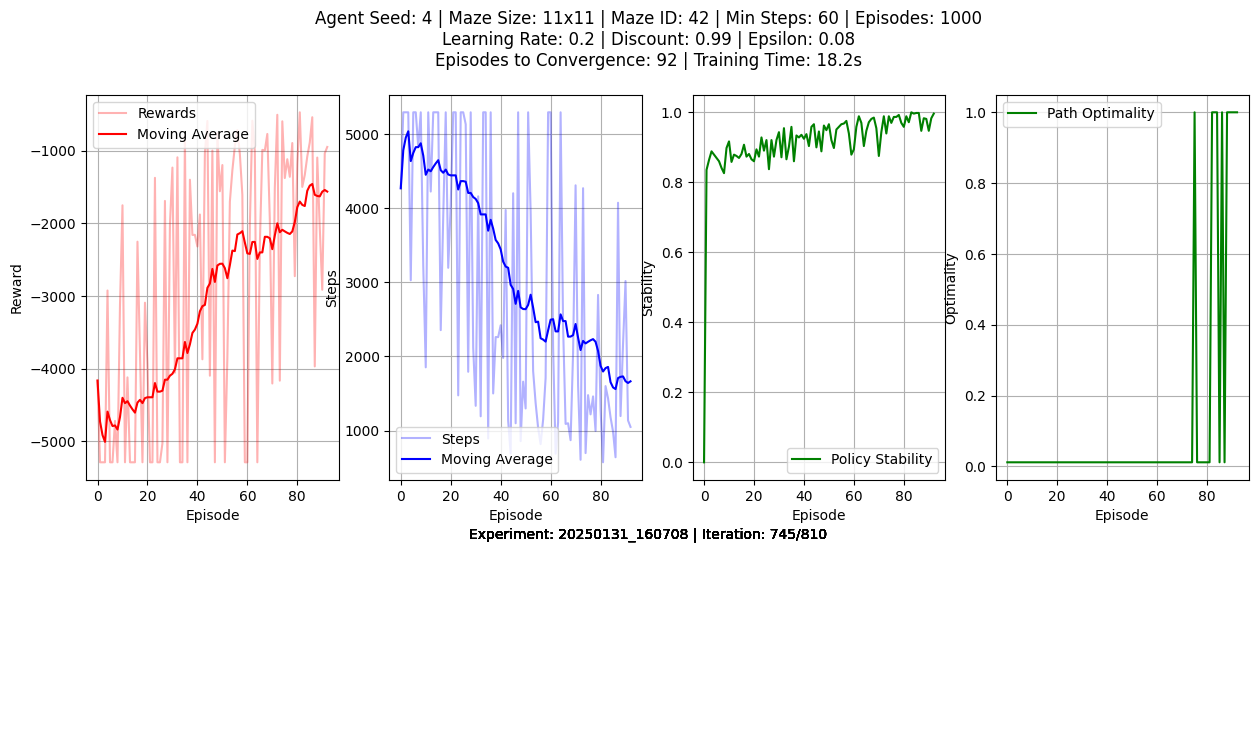 Agent Seed: 4 | Maze Size: 11x11 | Maze ID: 42 | Min Steps: 60 | Episodes: 1000
Learning Rate: 0.2 | Discount: 0.99 | Epsilon: 0.08
Episodes to Convergence: 92 | Training Time: 18.2s
Reward
Rewards
Moving Average
−1000
−2000
−3000
−4000
−5000
0 20 40 60 80
Episode
Steps
5000
4000
3000
2000
1000
Steps
Moving Average
0 20 40 60 80
Episode
Stability
1.0
0.8
0.6
0.4
0.2
0.0
Policy Stability
0 20 40 60 80
Episode
Optimality
Path Optimality
1.0
0.8
0.6
0.4
0.2
0.0
0 20 40 60 80
Episode
Experiment: 20250131_160708 | Iteration: 745/810